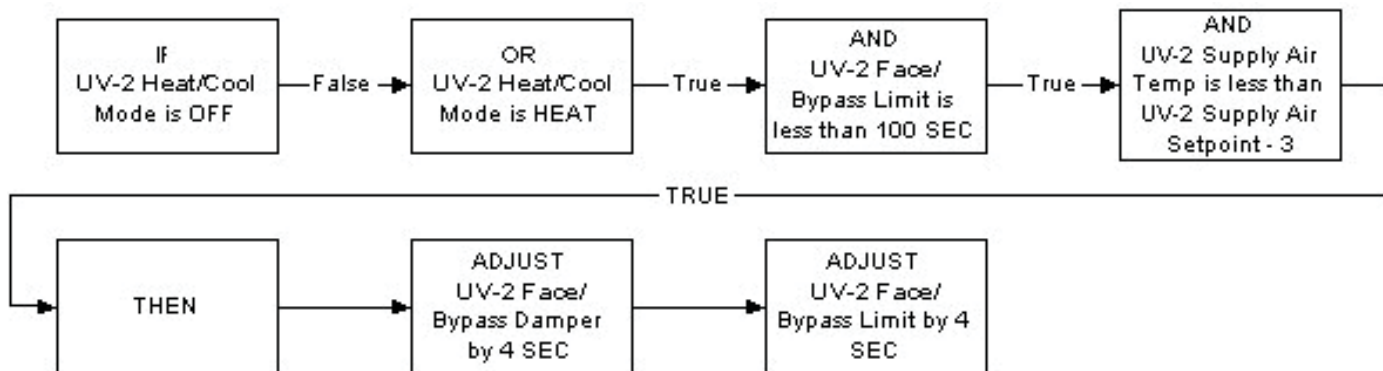 IF
UV-2 Heat/Cool
Mode is OFF
False
OR
UV-2 Heat/Cool
Mode is HEAT
True
AND
UV-2 Face/
Bypass Limit is
less than 100 SEC
True
AND
UV-2 Supply Air
Temp is less than
UV-2 Supply Air
Setpoint - 3
TRUE
THEN
ADJUST
UV-2 Face/
Bypass Damper
by 4 SEC
ADJUST
UV-2 Face/
Bypass Limit by 4
SEC